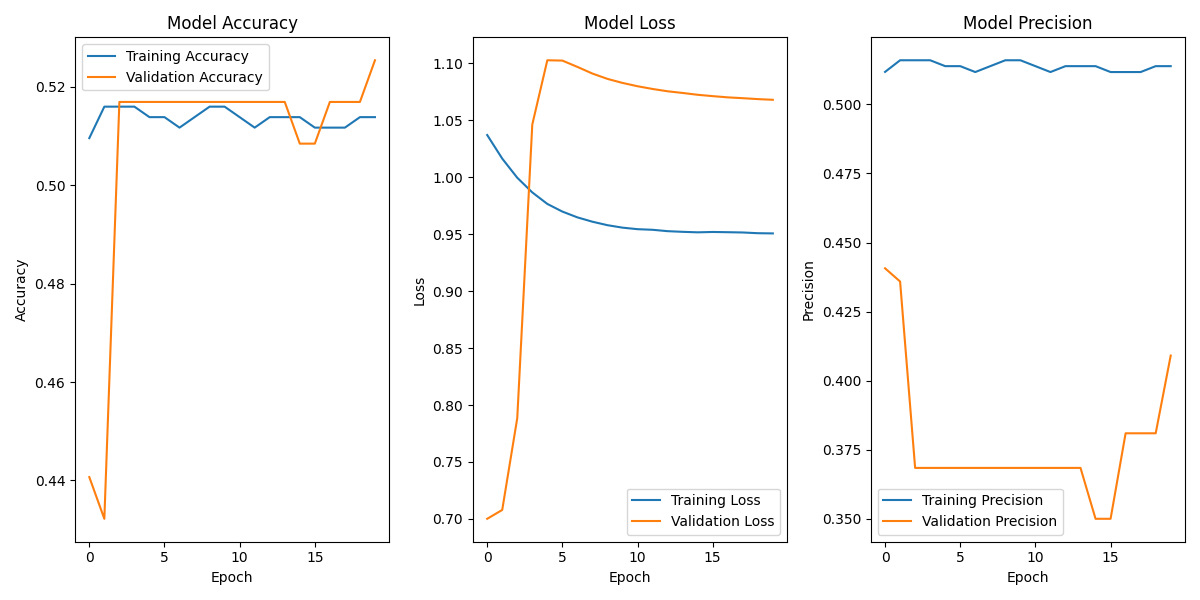 Model Accuracy
Training Accuracy
Validation Accuracy
0.52
0.50
0.48
0.46
0.44
Accuracy
0 5 10 15
Epoch
Model Loss
1.10
1.05
1.00
0.95
0.90
0.85
0.80
0.75
0.70
Loss
Training Loss
Validation Loss
0 5 10 15
Epoch
Model Precision
0.500
0.475
0.450
0.425
0.400
0.375
0.350
Precision
Training Precision
Validation Precision
0 5 10 15
Epoch